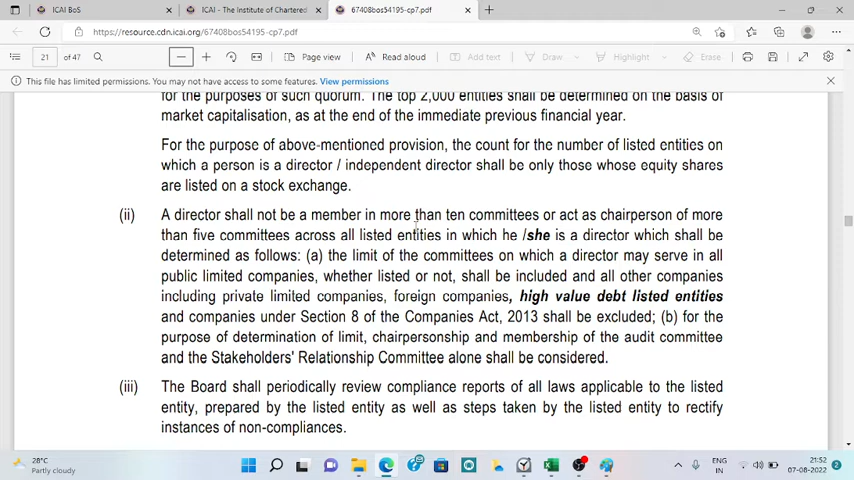 ICAI BoS
ICAI - The Institute of Chartered
67408bos54195-cp7.pdf
https://resource.cdn.icai.org/67408bos54195-cp7.pdf
21 of 47
Page view
Read aloud
Add text
Draw
Highlight
Erase
This file has limited permissions. You may not have access to some features. View permissions
for the purposes of such quorum. The top 2,000 entities shall be determined on the basis of
market capitalisation, as at the end of the immediate previous financial year.
For the purpose of above-mentioned provision, the count for the number of listed entities on
which a person is a director / independent director shall be only those whose equity shares
are listed on a stock exchange.
(ii) A director shall not be a member in more than ten committees or act as chairperson of more
than five committees across all listed entities in which he /she is a director which shall be
determined as follows: (a) the limit of the committees on which a director may serve in all
public limited companies, whether listed or not, shall be included and all other companies
including private limited companies, foreign companies, high value debt listed entities
and companies under Section 8 of the Companies Act, 2013 shall be excluded; (b) for the
purpose of determination of limit, chairpersonship and membership of the audit committee
and the Stakeholders' Relationship Committee alone shall be considered.
(iii) The Board shall periodically review compliance reports of all laws applicable to the listed
entity, prepared by the listed entity as well as steps taken by the listed entity to rectify
instances of non-compliances.
28°C
Partly cloudy
ENG
IN
21:52
07-08-2022